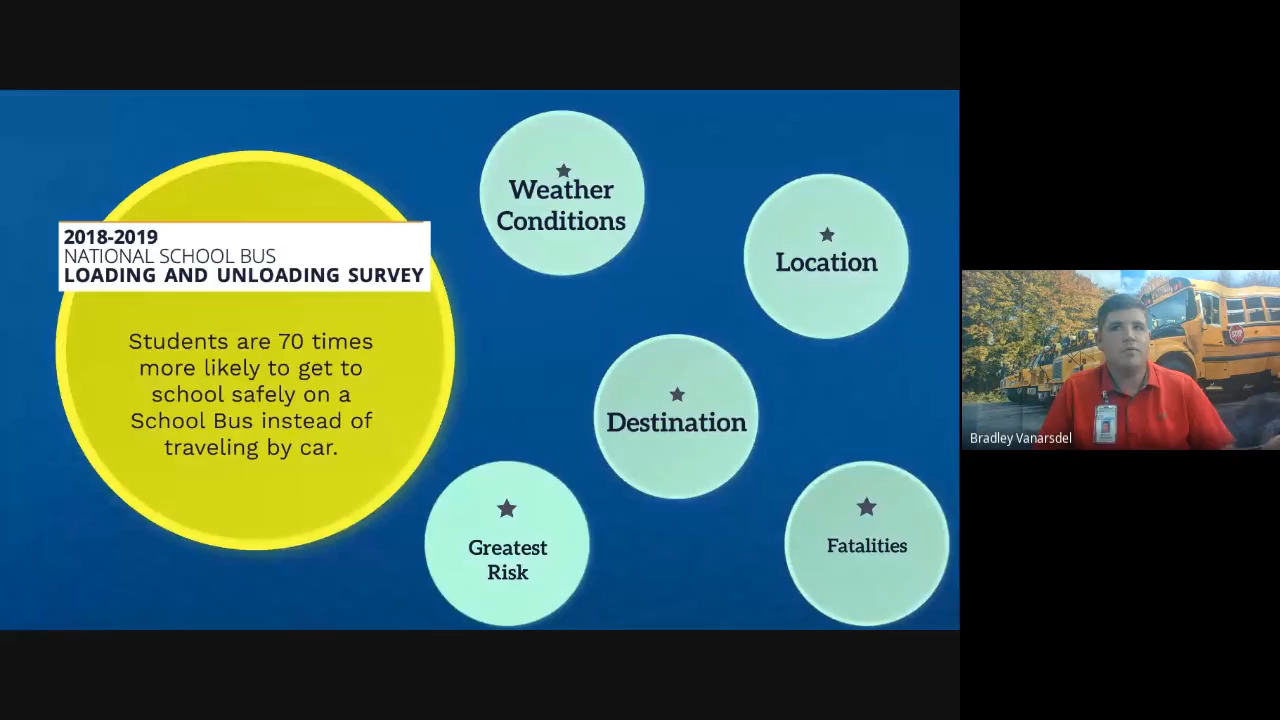 2018-2019
NATIONAL SCHOOL BUS
LOADING AND UNLOADING SURVEY
Students are 70 times
more likely to get to
school safely on a
School Bus instead of
traveling by car.
Weather
Conditions
Location
Destination
Greatest
Risk
Fatalities
STOP
Bradley Vanarsdel